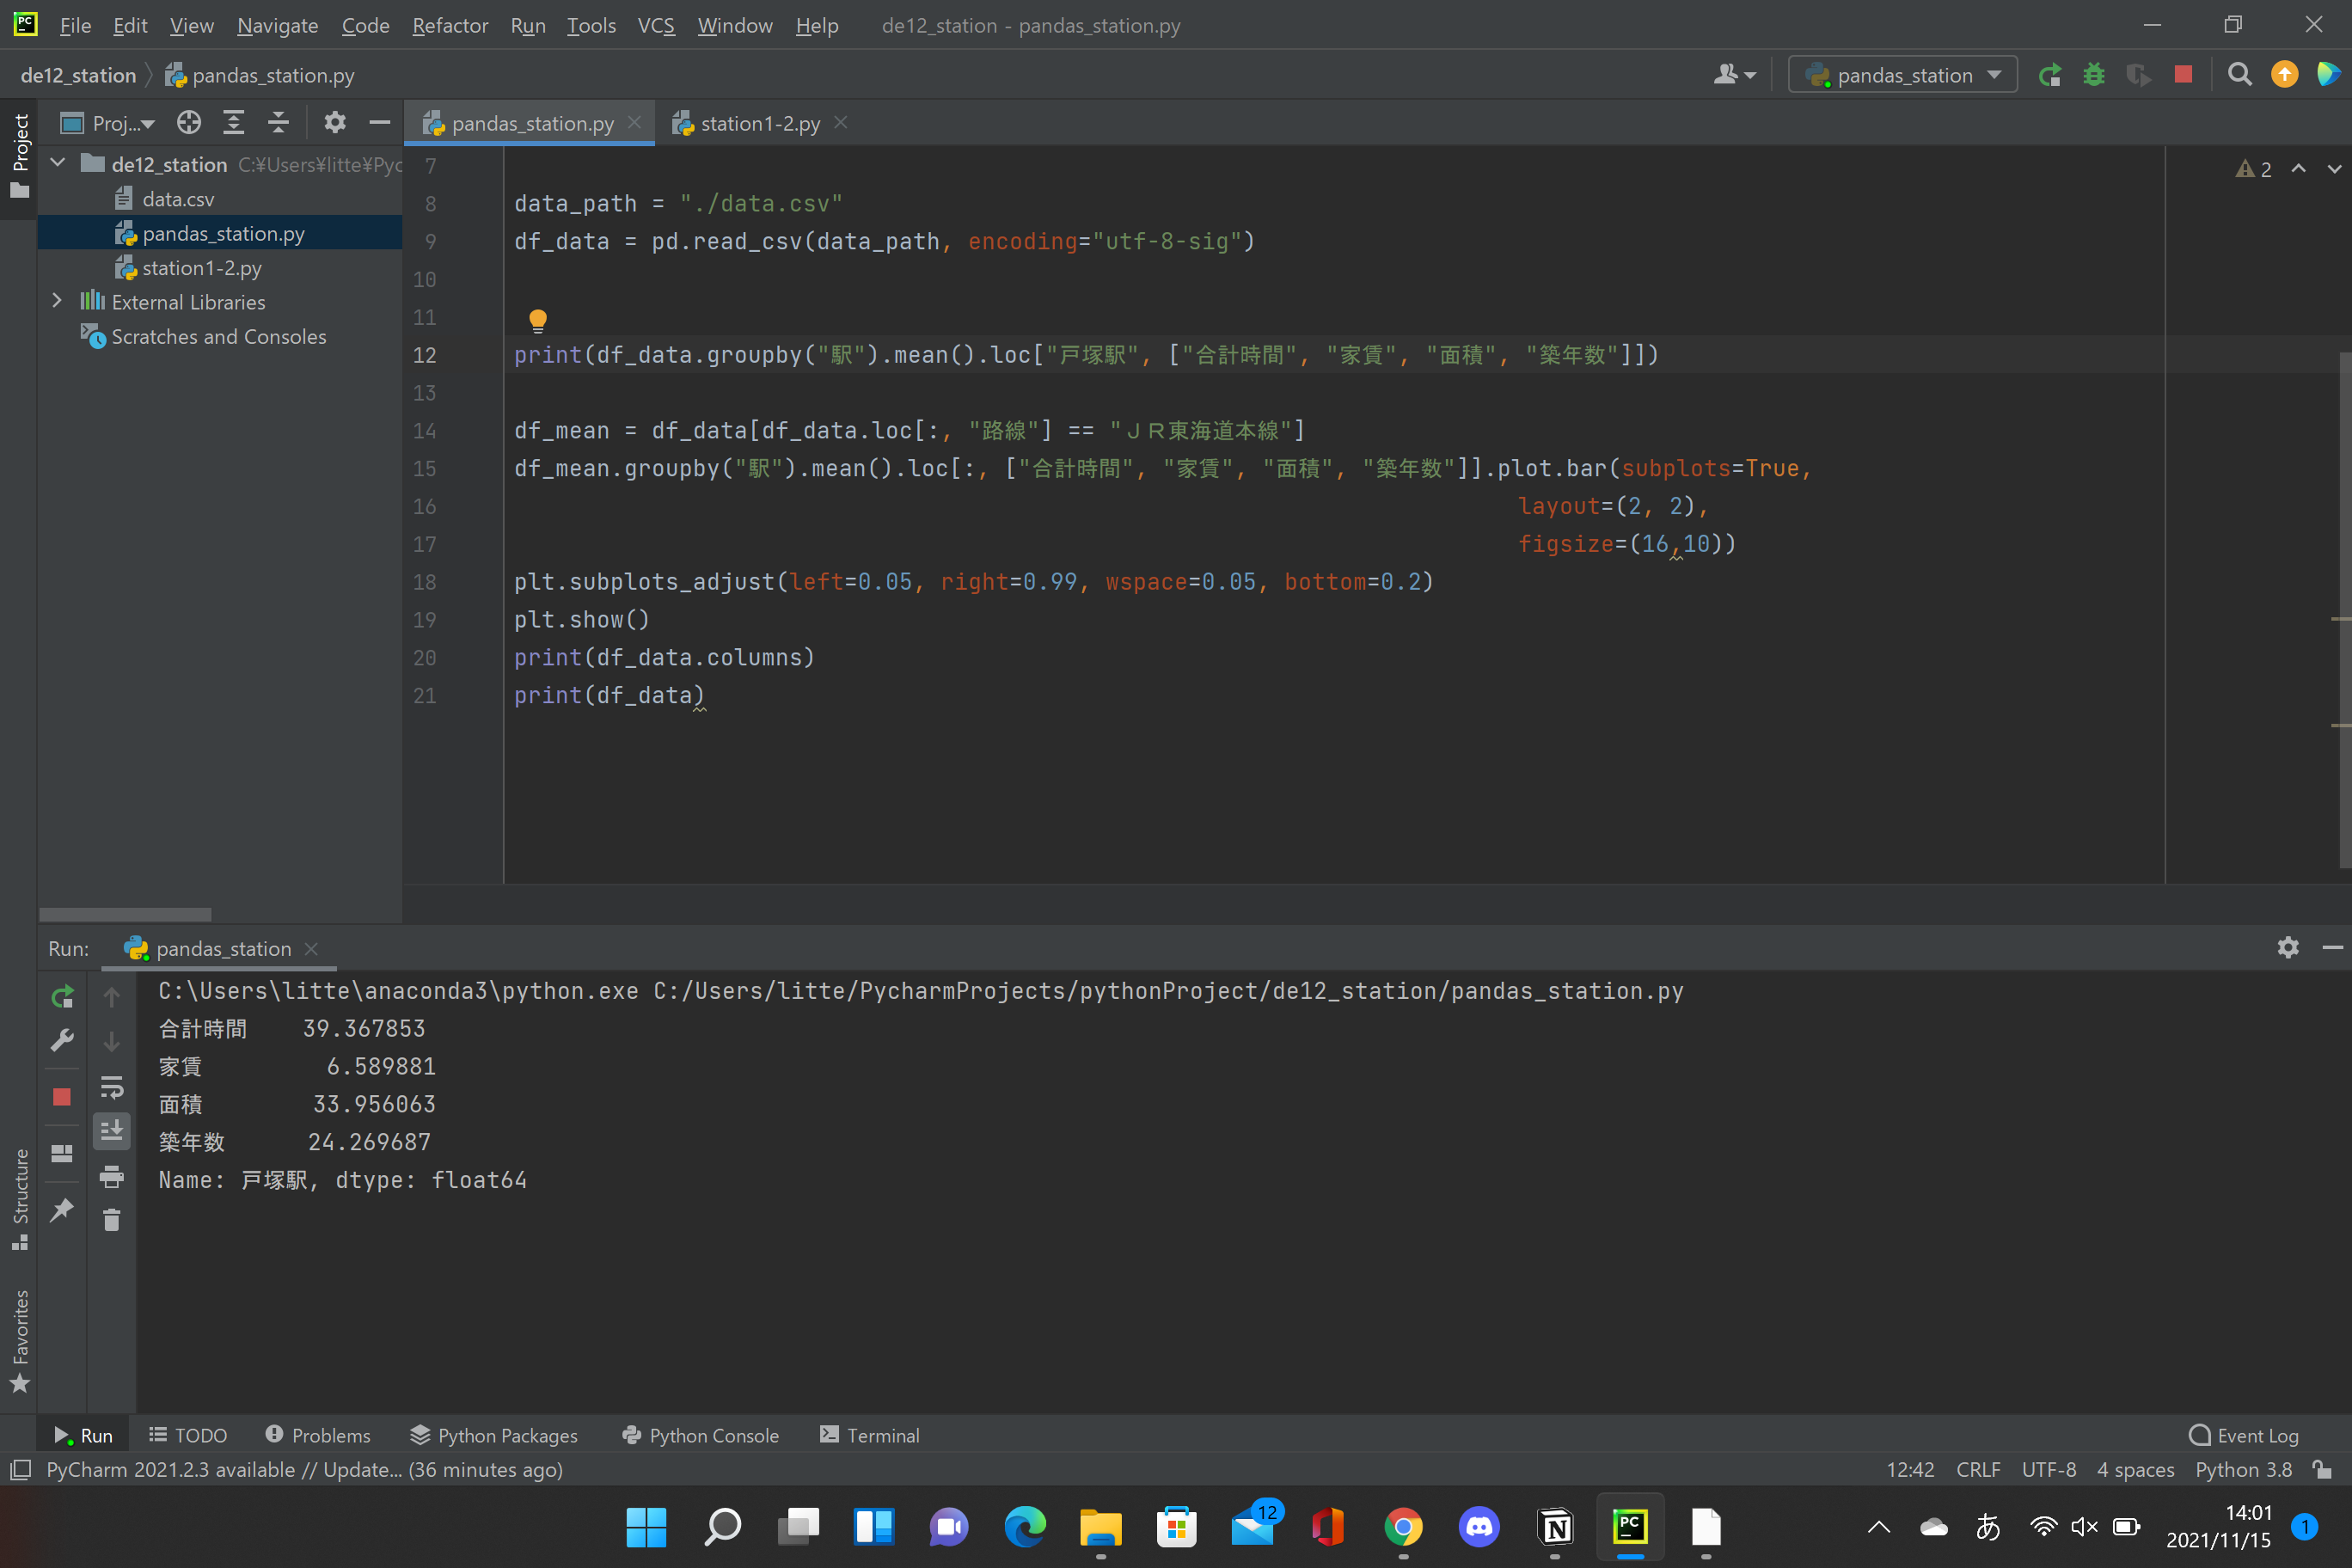 PC File Edit View Navigate Code Refactor Run Tools VCS Window Help de12_station - pandas_station.py
de12_station pandas_station.py pandas_station
Project
Proj... pandas_station.py station1-2.py
de12_station C:¥Users¥litte¥Pyc
data.csv
pandas_station.py
station1-2.py
External Libraries
Scratches and Consoles
2
7
8 data_path = "./data.csv"
9 df_data = pd.read_csv(data_path, encoding="utf-8-sig")
10
11
12 print(df_data.groupby("駅").mean().loc["戸塚駅", ["合計時間", "家賃", "面積", "築年数"]])
13
14 df_mean = df_data[df_data.loc[:, "路線"] == "ＪＲ東海道本線"]
15 df_mean.groupby("駅").mean().loc[:, ["合計時間", "家賃", "面積", "築年数"]].plot.bar(subplots=True,
16 layout=(2, 2),
17 figsize=(16,10))
18 plt.subplots_adjust(left=0.05, right=0.99, wspace=0.05, bottom=0.2)
19 plt.show()
20 print(df_data.columns)
21 print(df_data)
Run: pandas_station
C:\Users\litte\anaconda3\python.exe C:/Users/litte/PycharmProjects/pythonProject/de12_station/pandas_station.py
合計時間 39.367853
家賃 6.589881
面積 33.956063
築年数 24.269687
Name: 戸塚駅, dtype: float64
Structure
Favorites
Run TODO Problems Python Packages Python Console Terminal Event Log
PyCharm 2021.2.3 available // Update... (36 minutes ago) 12:42 CRLF UTF-8 4 spaces Python 3.8
12 N PC あ 14:01
2021/11/15 1